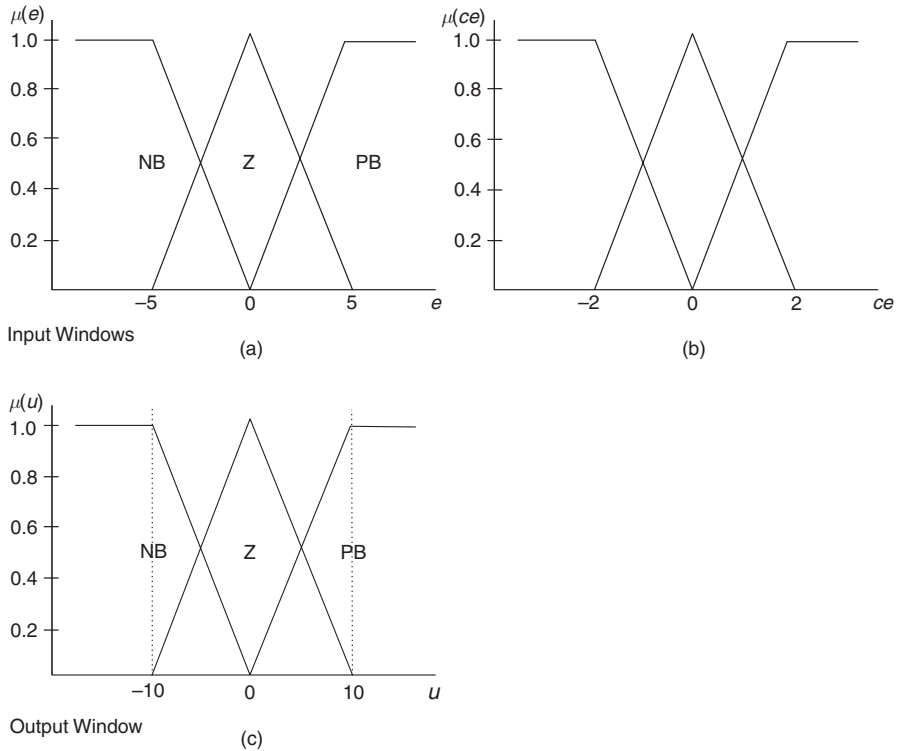 μ(e)
1.0
0.8
0.6
0.4
0.2
NB
Z
PB
–5
0
5
e
Input Windows
(a)
μ(ce)
1.0
0.8
0.6
0.4
0.2
–2
0
2
ce
(b)
μ(u)
1.0
0.8
0.6
0.4
0.2
NB
Z
PB
–10
0
10
u
Output Window
(c)